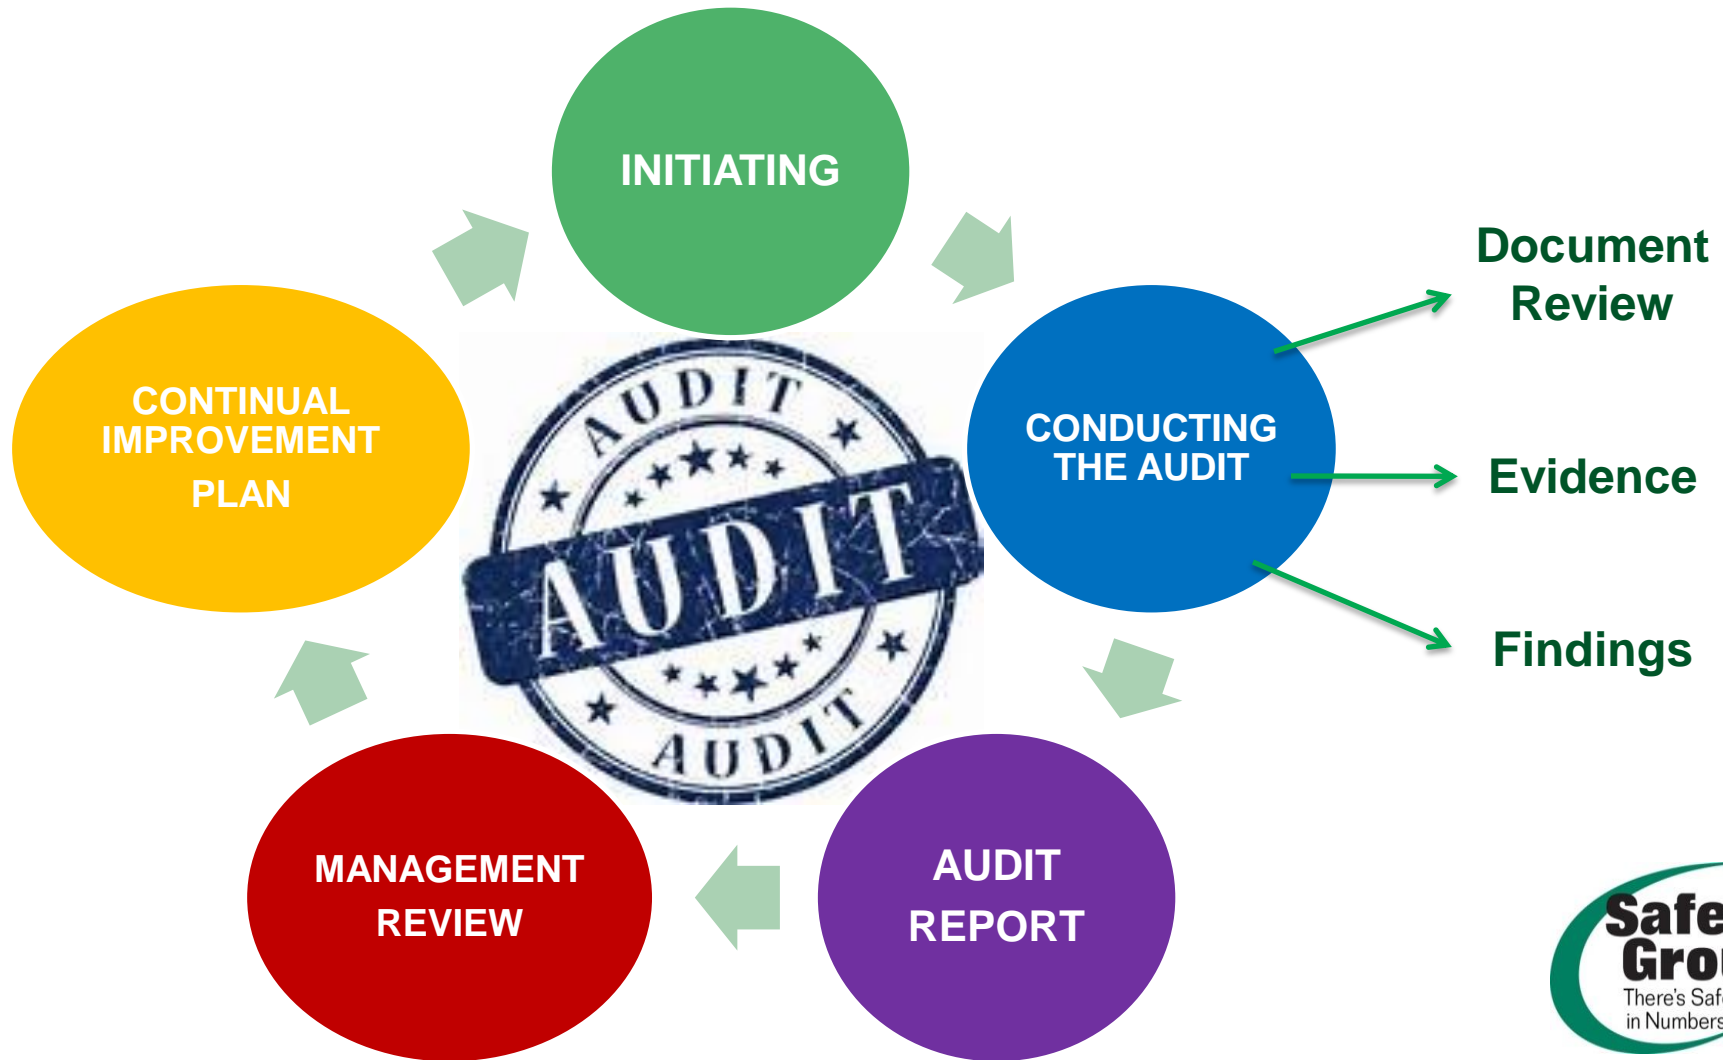 INITIATING
CONDUCTING
THE AUDIT
Document
Review
Evidence
Findings
AUDIT
REPORT
MANAGEMENT
REVIEW
CONTINUAL
IMPROVEMENT
PLAN
AUDIT
AUDIT
AUDIT
There's
in Numbers